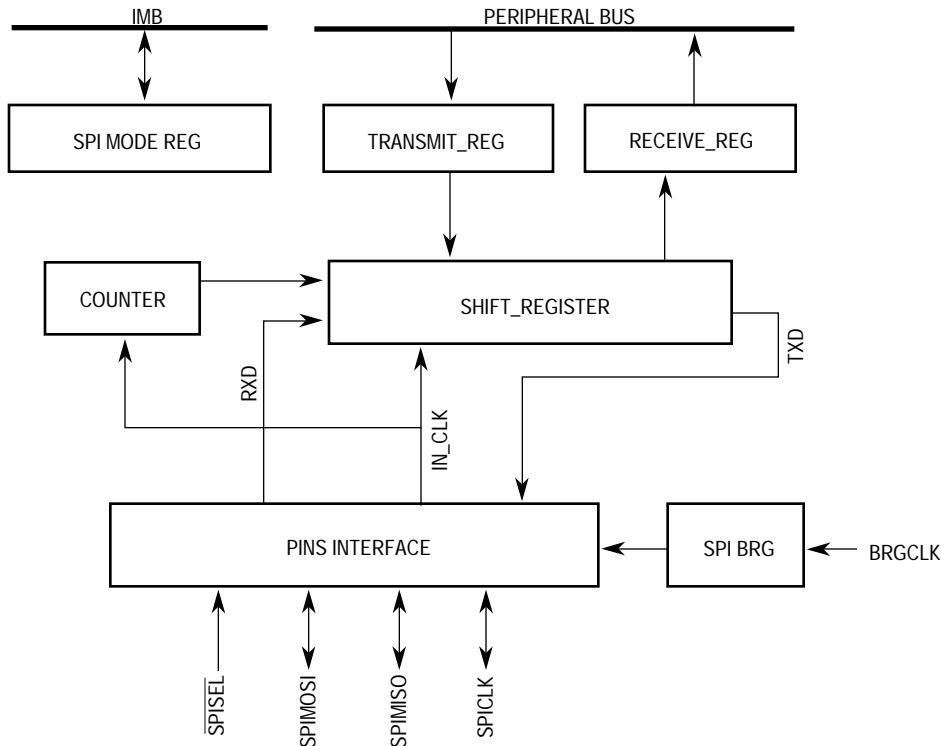 IMB
PERIPHERAL BUS
SPI MODE REG
TRANSMIT_REG
RECEIVE_REG
COUNTER
SHIFT_REGISTER
RXD
IN_CLK
TXD
PINS INTERFACE
SPI BRG
BRGCLK
SPISEL
SPIMOSI
SPIMISO
SPICLK